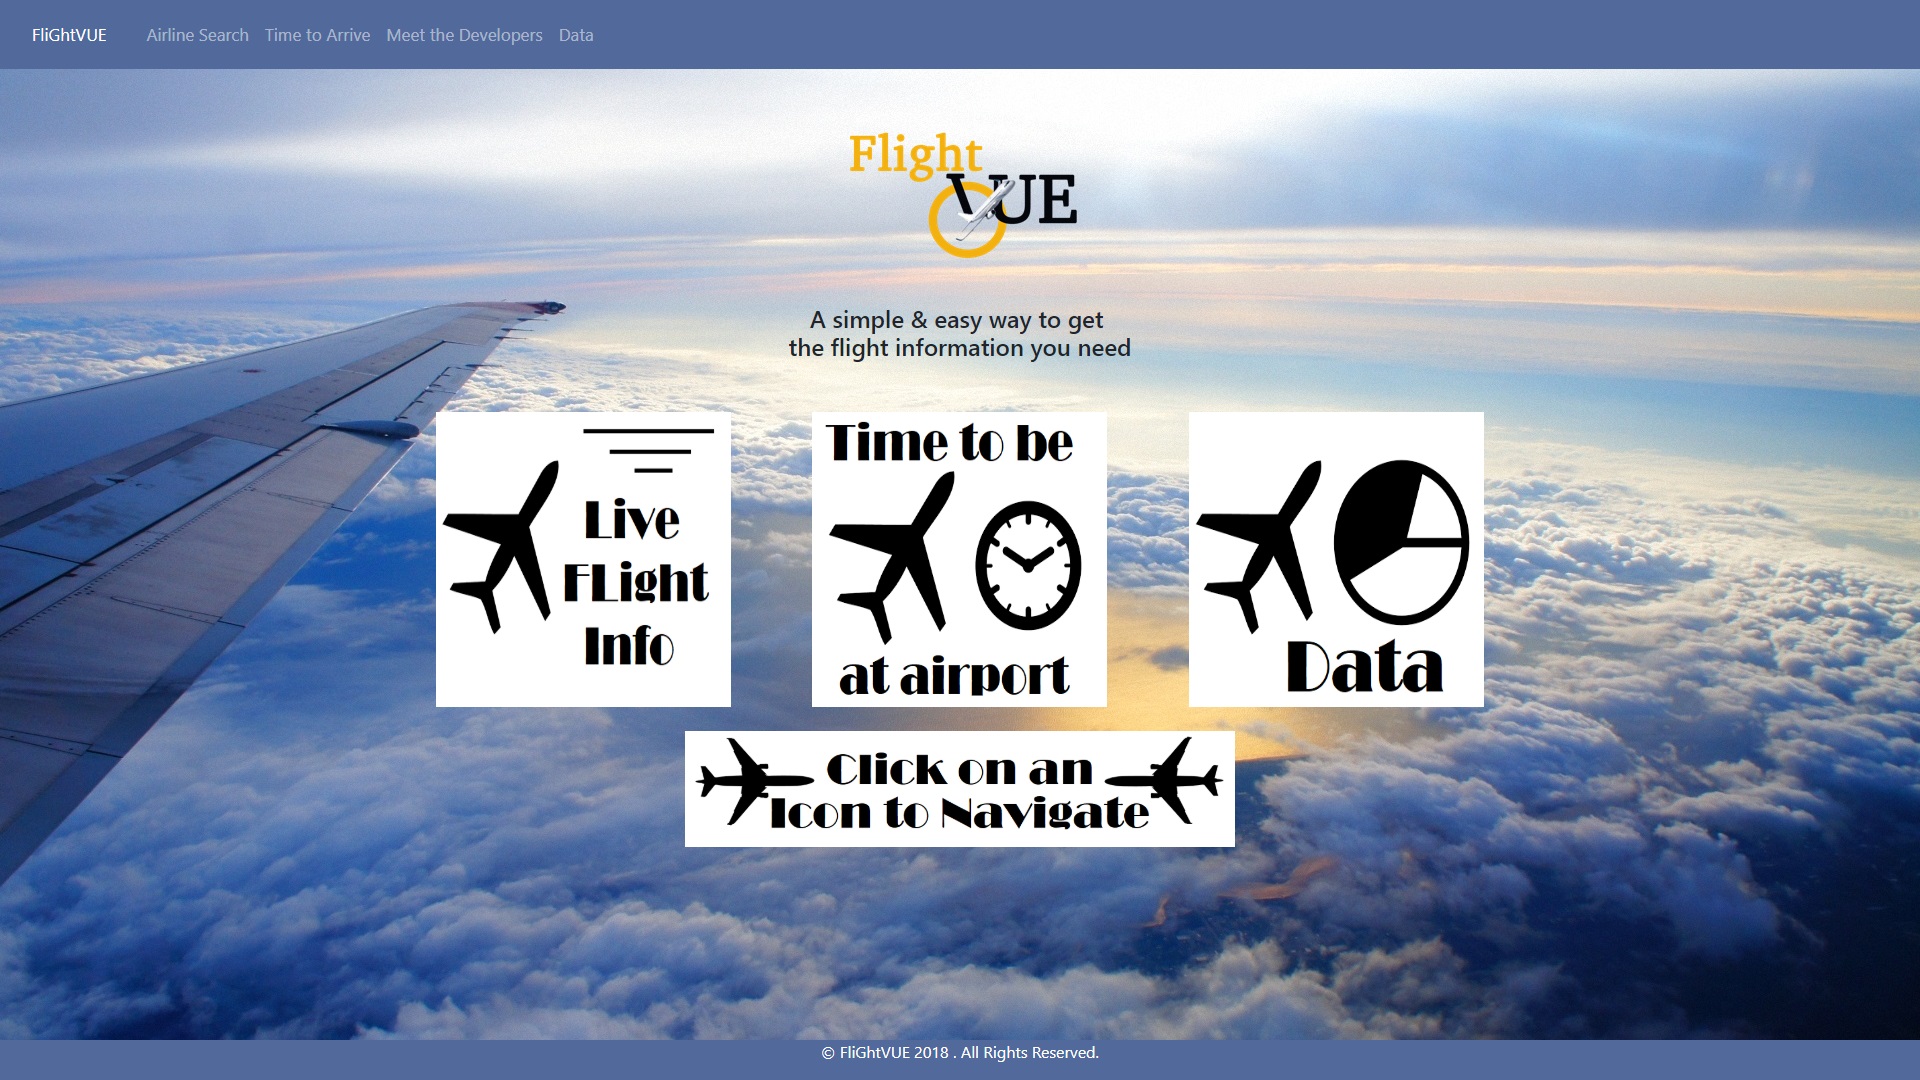 FliGhtVUE Airline Search Time to Arrive Meet the Developers Data
Flight
VUE
A simple & easy way to get
the flight information you need
Live
FLight
Info
Time to be
at airport
Data
Click on an
Icon to Navigate
© FliGhtVUE 2018 . All Rights Reserved.